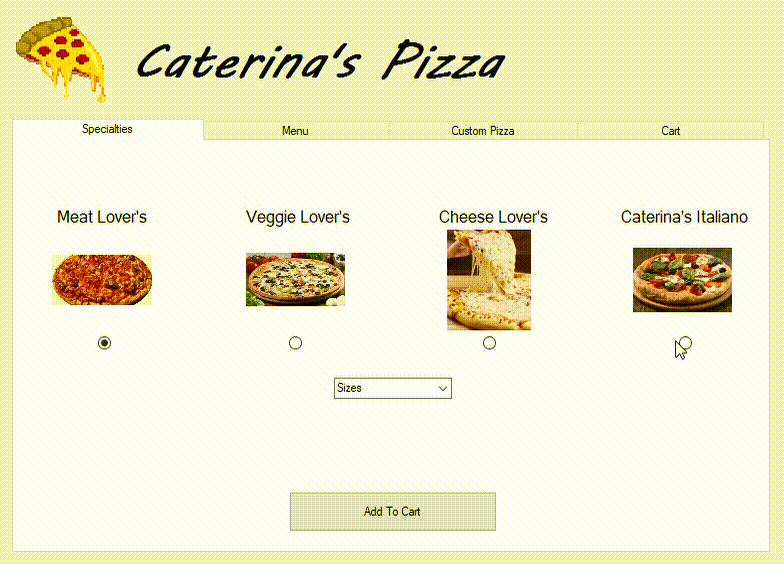 Caterina's Pizza
Specialties
Menu
Custom Pizza
Cart
Meat Lover's
Veggie Lover's
Cheese Lover's
Caterina's Italiano
Sizes
Add To Cart